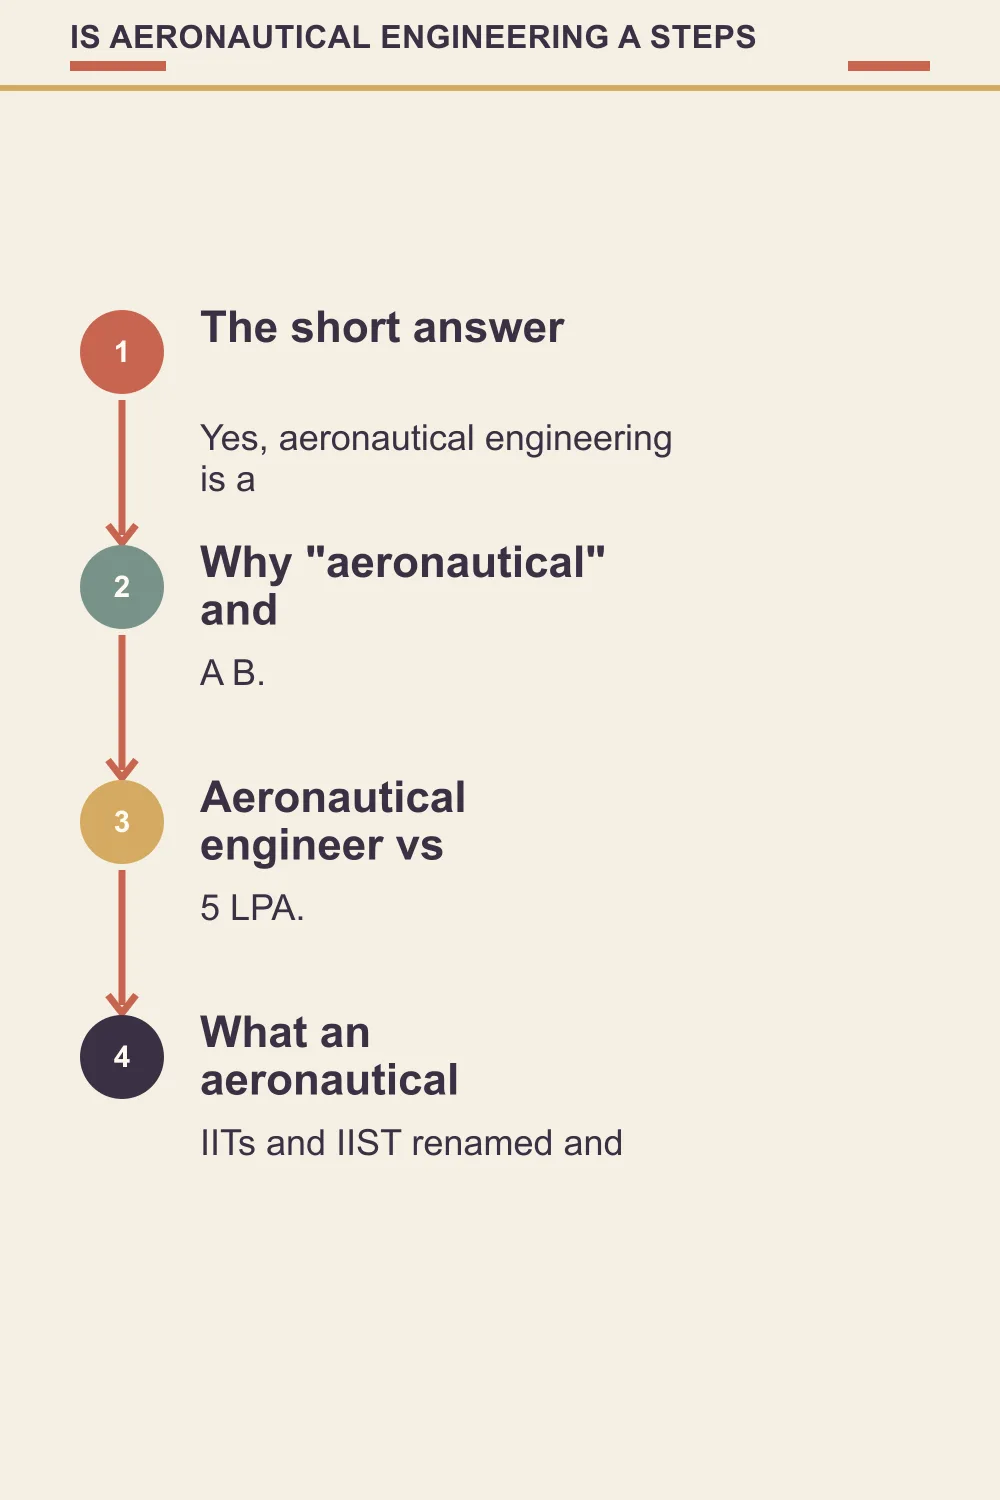 IS AERONAUTICAL ENGINEERING A STEPS
1
The short answer
Yes, aeronautical engineering
is a
2
Why "aeronautical"
and
A B.
3
Aeronautical
engineer vs
5 LPA.
4
What an
aeronautical
IITs and IIST renamed and